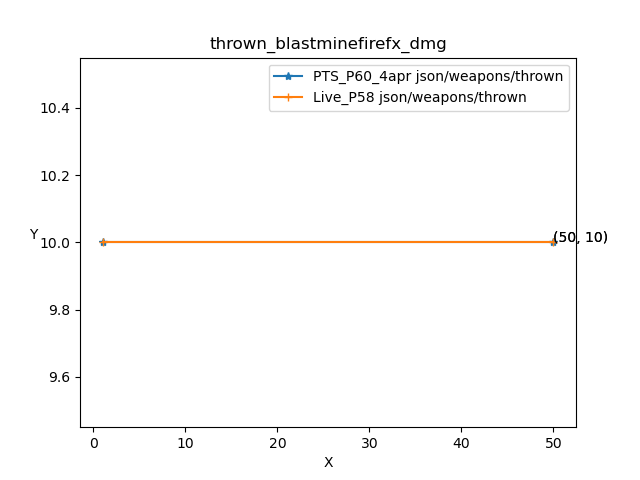 thrown_blastminefirefx_dmg
PTS_P60_4apr json/weapons/thrown
Live_P58 json/weapons/thrown
10.4
10.2
10.0
9.8
9.6
Y
(50, 10)
0 10 20 30 40 50
X